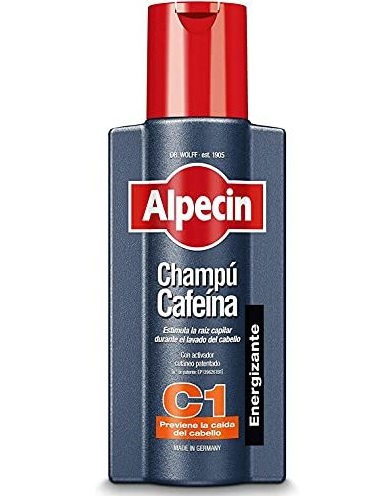 DR. WOLFF · est. 1905
Alpecin
Champú
Cafeína
Estimula la raíz capilar
durante el lavado del cabello
Con activador
cutáneo patentado
C1
Previene la caída
del cabello
MADE IN GERMANY
Energizante